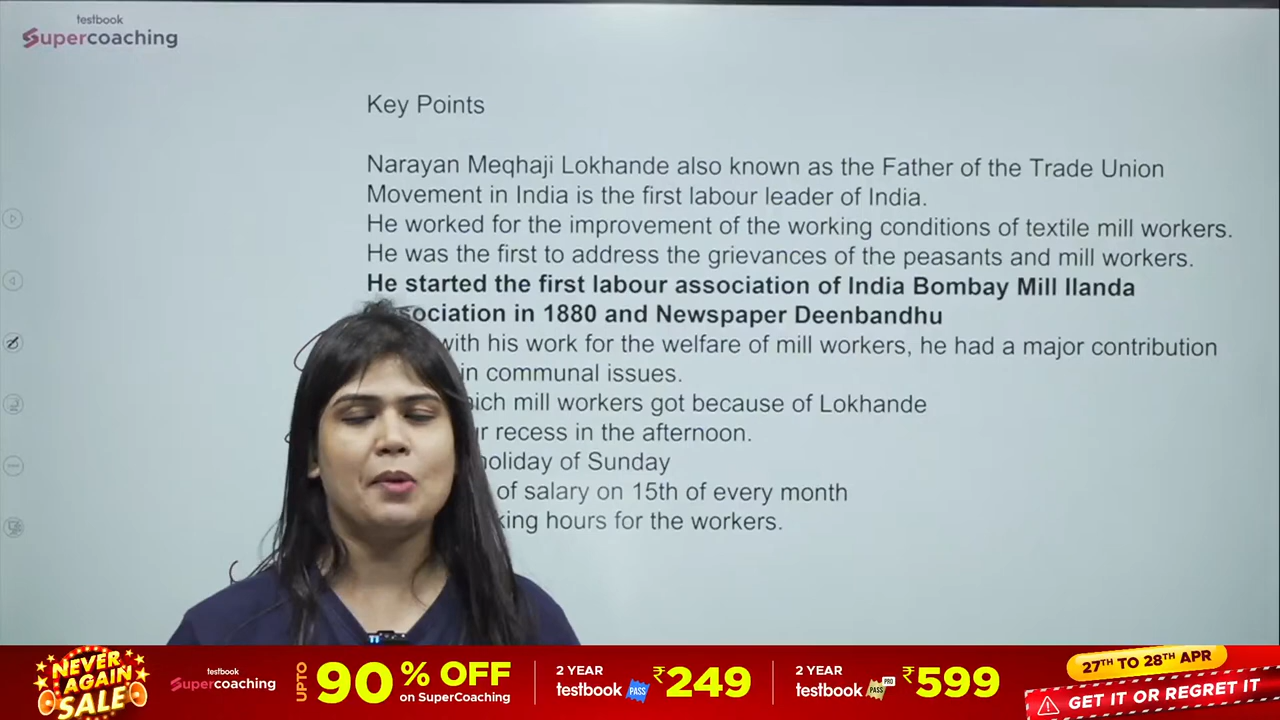 testbook
Supercoaching
Key Points
Narayan Meqhaji Lokhande also known as the Father of the Trade Union
Movement in India is the first labour leader of India.
He worked for the improvement of the working conditions of textile mill workers.
He was the first to address the grievances of the peasants and mill workers.
He started the first labour association of India Bombay Mill Ilanda
sociation in 1880 and Newspaper Deenbandhu
with his work for the welfare of mill workers, he had a major contribution
in communal issues.
ich mill workers got because of Lokhande
r recess in the afternoon.
holiday of Sunday
of salary on 15th of every month
king hours for the workers.
NEVER
AGAIN
SALE
testbook
Supercoaching
UPTO 90% OFF
on SuperCoaching
2 YEAR
testbook PASS
₹249
2 YEAR
testbook PASS PRO
₹599
27TH TO 28TH APR
GET IT OR REGRET IT